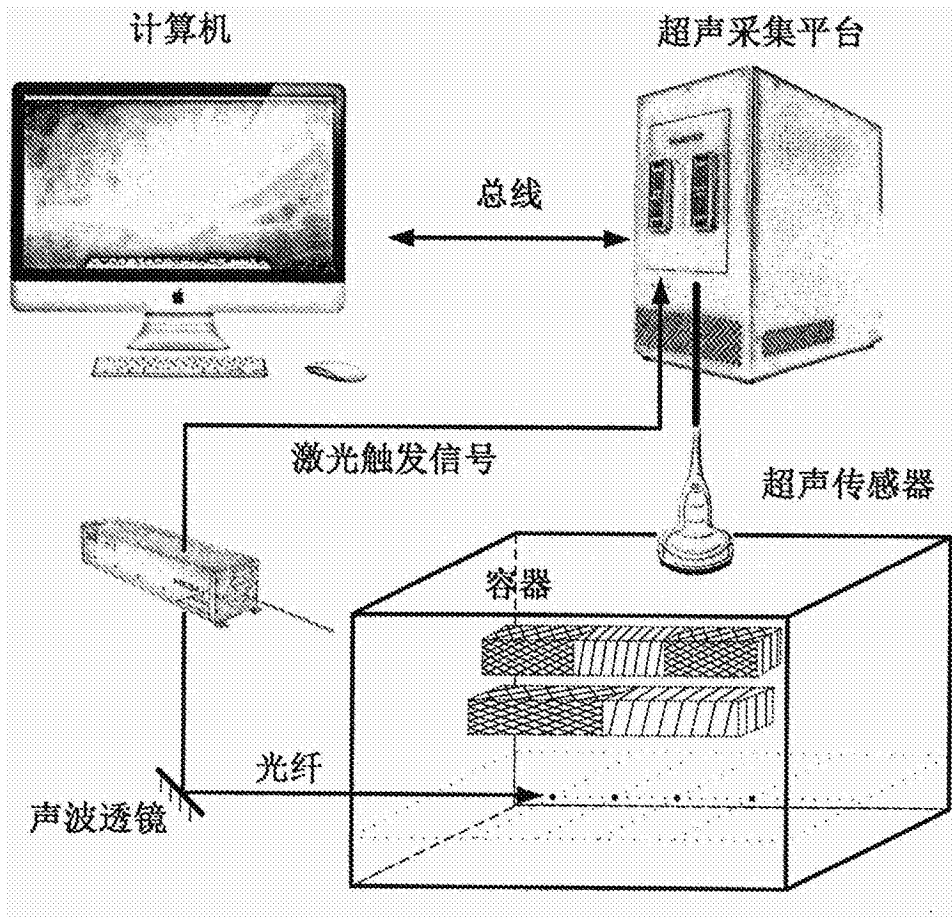 计算机
超声采集平台
总线
激光触发信号
超声传感器
容器
光纤
声波透镜